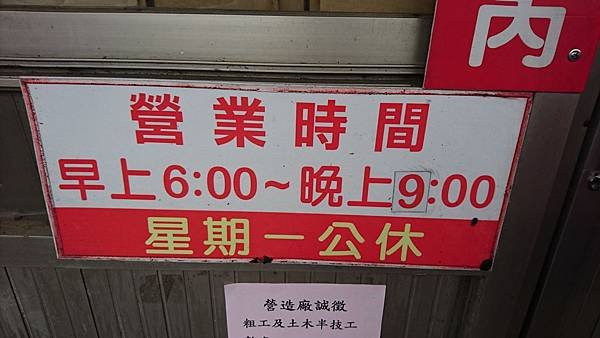 內
營業時間
早上6:00~晚上9:00
星期一公休
營造廠誠徵
粗工及土木半技工